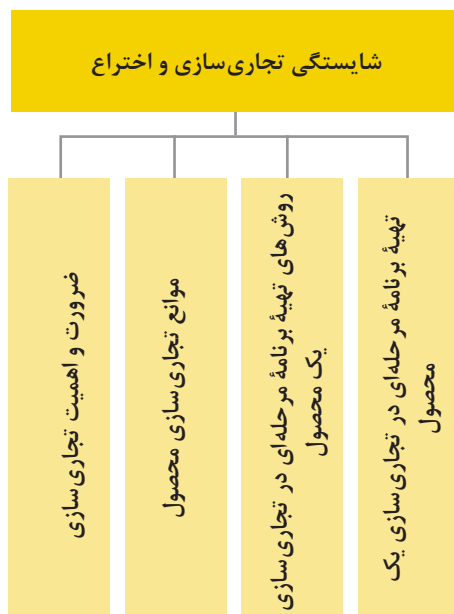 شایستگی تجاری‌سازی و اختراع
تهیهٔ برنامهٔ مرحله‌ای در تجاری‌سازی یک
محصول
روش‌های تهیهٔ برنامهٔ مرحله‌ای در تجاری‌سازی
یک محصول
موانع تجاری‌سازی محصول
ضرورت و اهمیت تجاری‌سازی